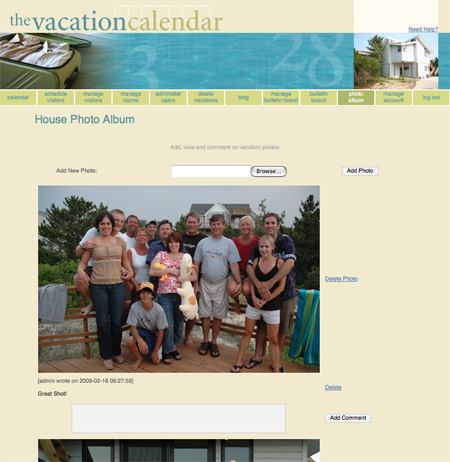 thevacationcalendar
Need Help?
3 28
calendar
schedule visitors
manage visitors
manage rooms
administer users
delete vacations
blog
manage bulletin board
bulletin board
photo album
manage account
log out
House Photo Album
Add, view and comment on vacation photos
Add New Photo:
Browse...
Add Photo
Delete Photo
[admin wrote on 2009-02-16 09:27:59]
Delete
Great Shot!
Add Comment